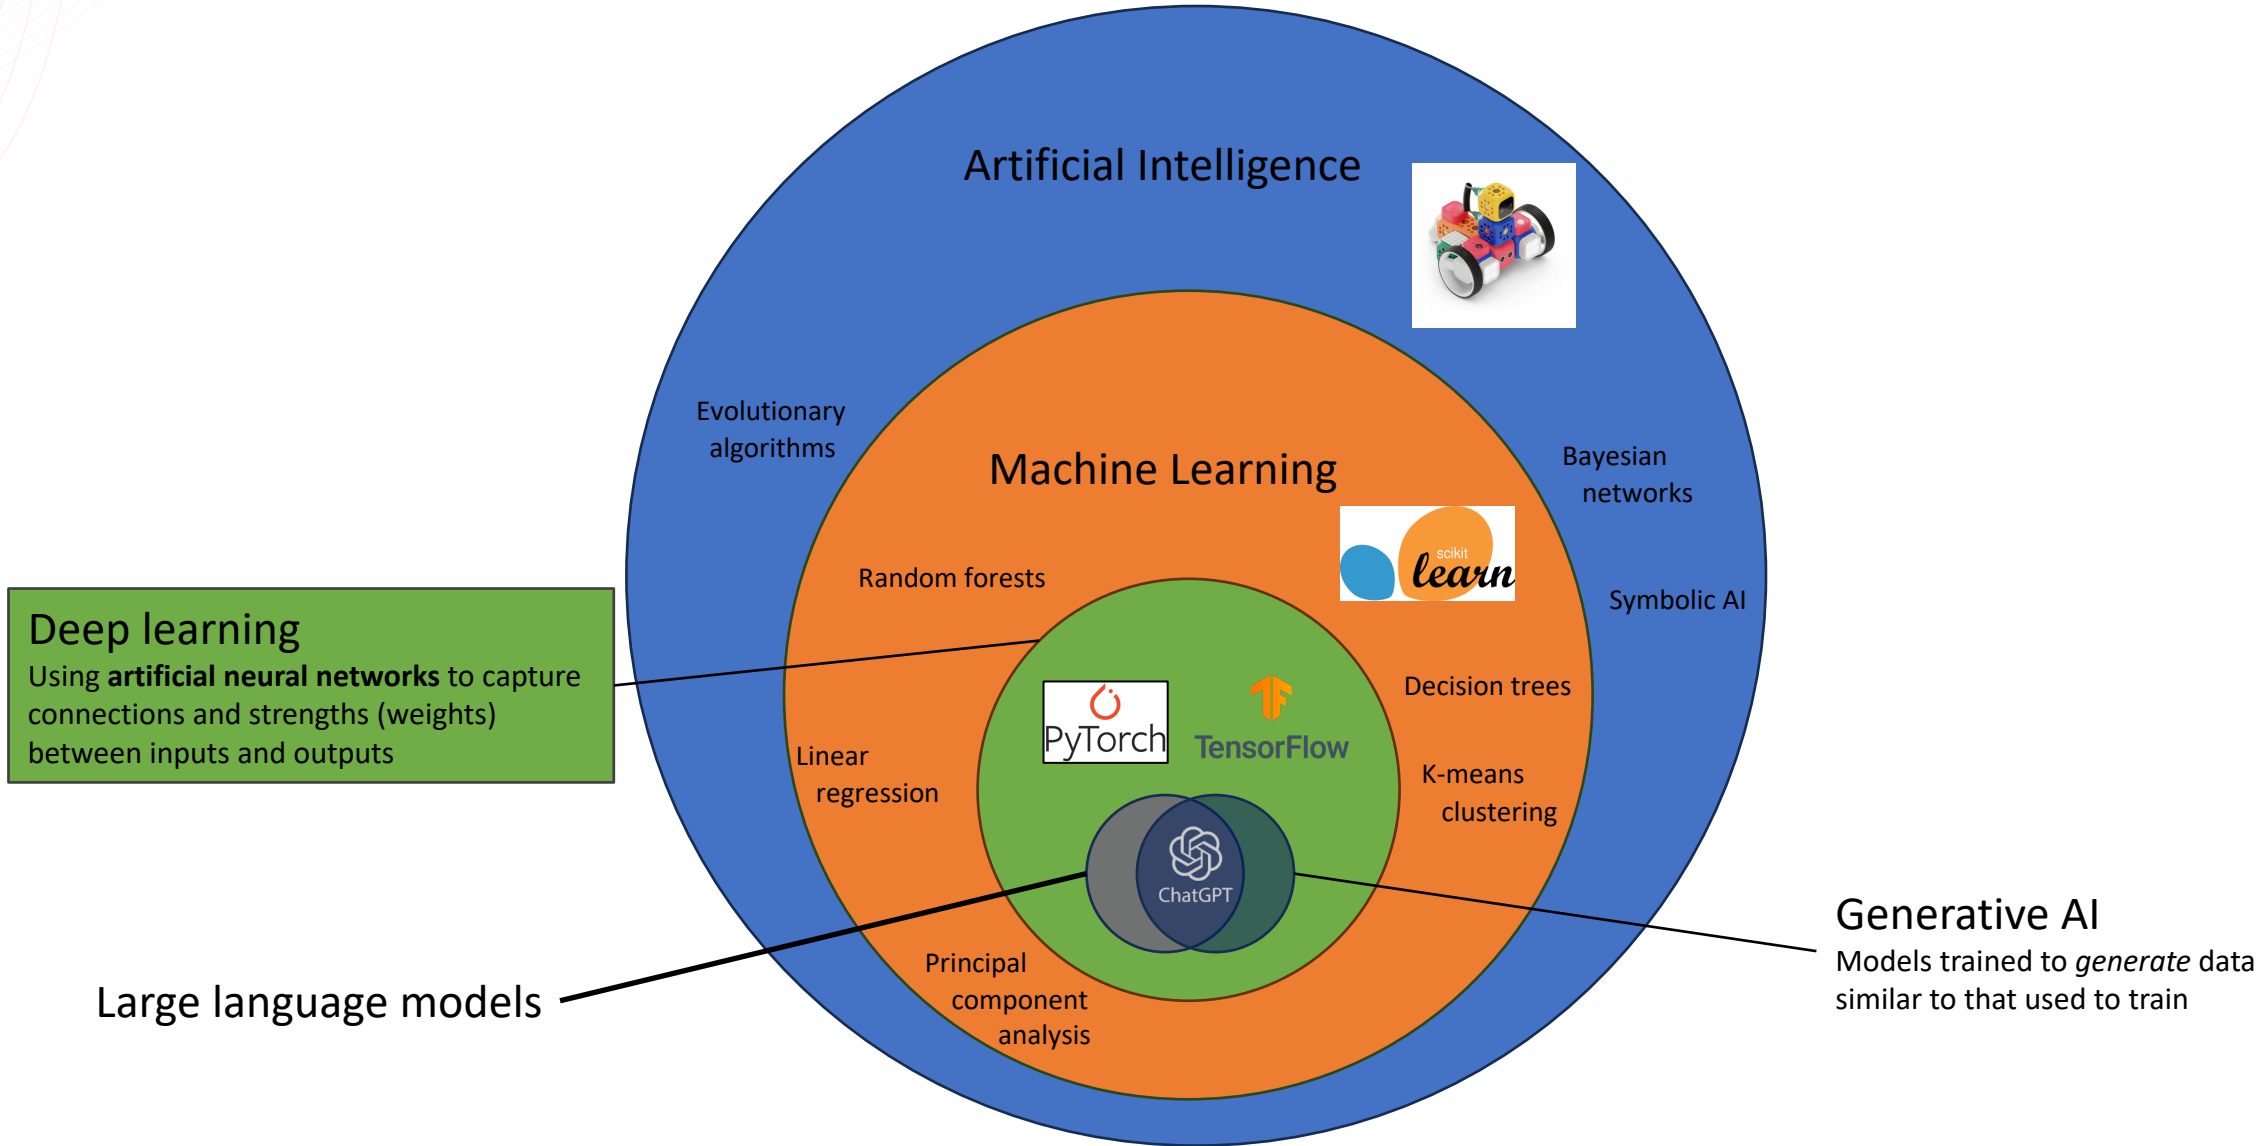 Artificial Intelligence
Evolutionary
algorithms
Machine Learning
Bayesian
networks
scikit
learn
Random forests
Symbolic AI
Deep learning
Using artificial neural networks to capture
connections and strengths (weights)
between inputs and outputs
Decision trees
PyTorch
TensorFlow
Linear
regression
K-means
clustering
ChatGPT
Generative AI
Models trained to generate data
similar to that used to train
Principal
component
analysis
Large language models